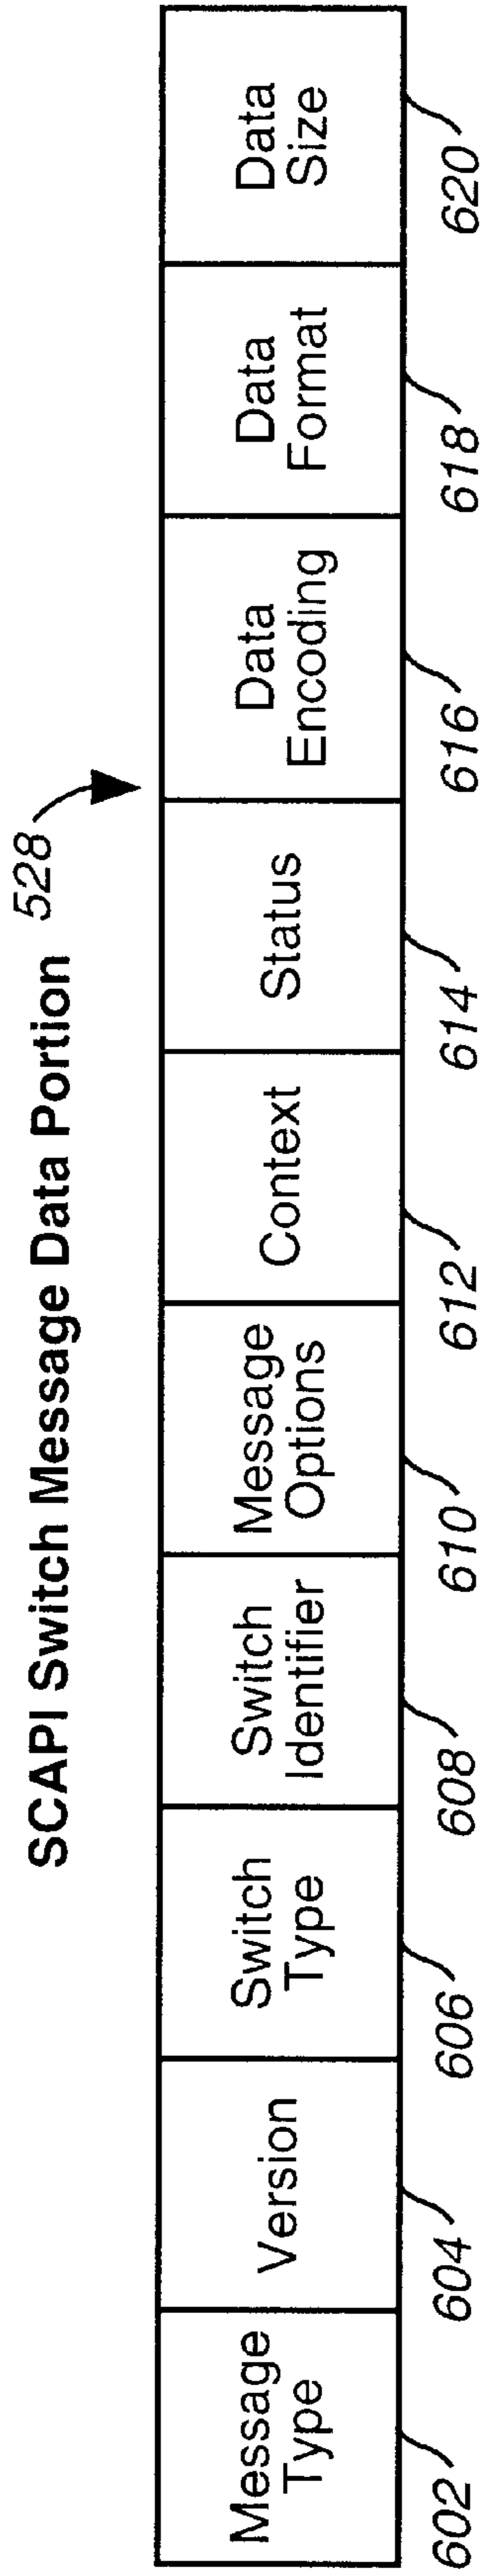 SCAPI Switch Message Data Portion 528
Message
Type
Version
Switch
Type
Switch
Identifier
Message
Options
Context
Status
Data
Encoding
Data
Format
Data
Size
602
604
606
608
610
612
614
616
618
620